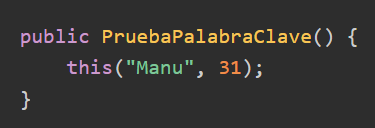 public PruebaPalabraClave() {
    this("Manu", 31);
}